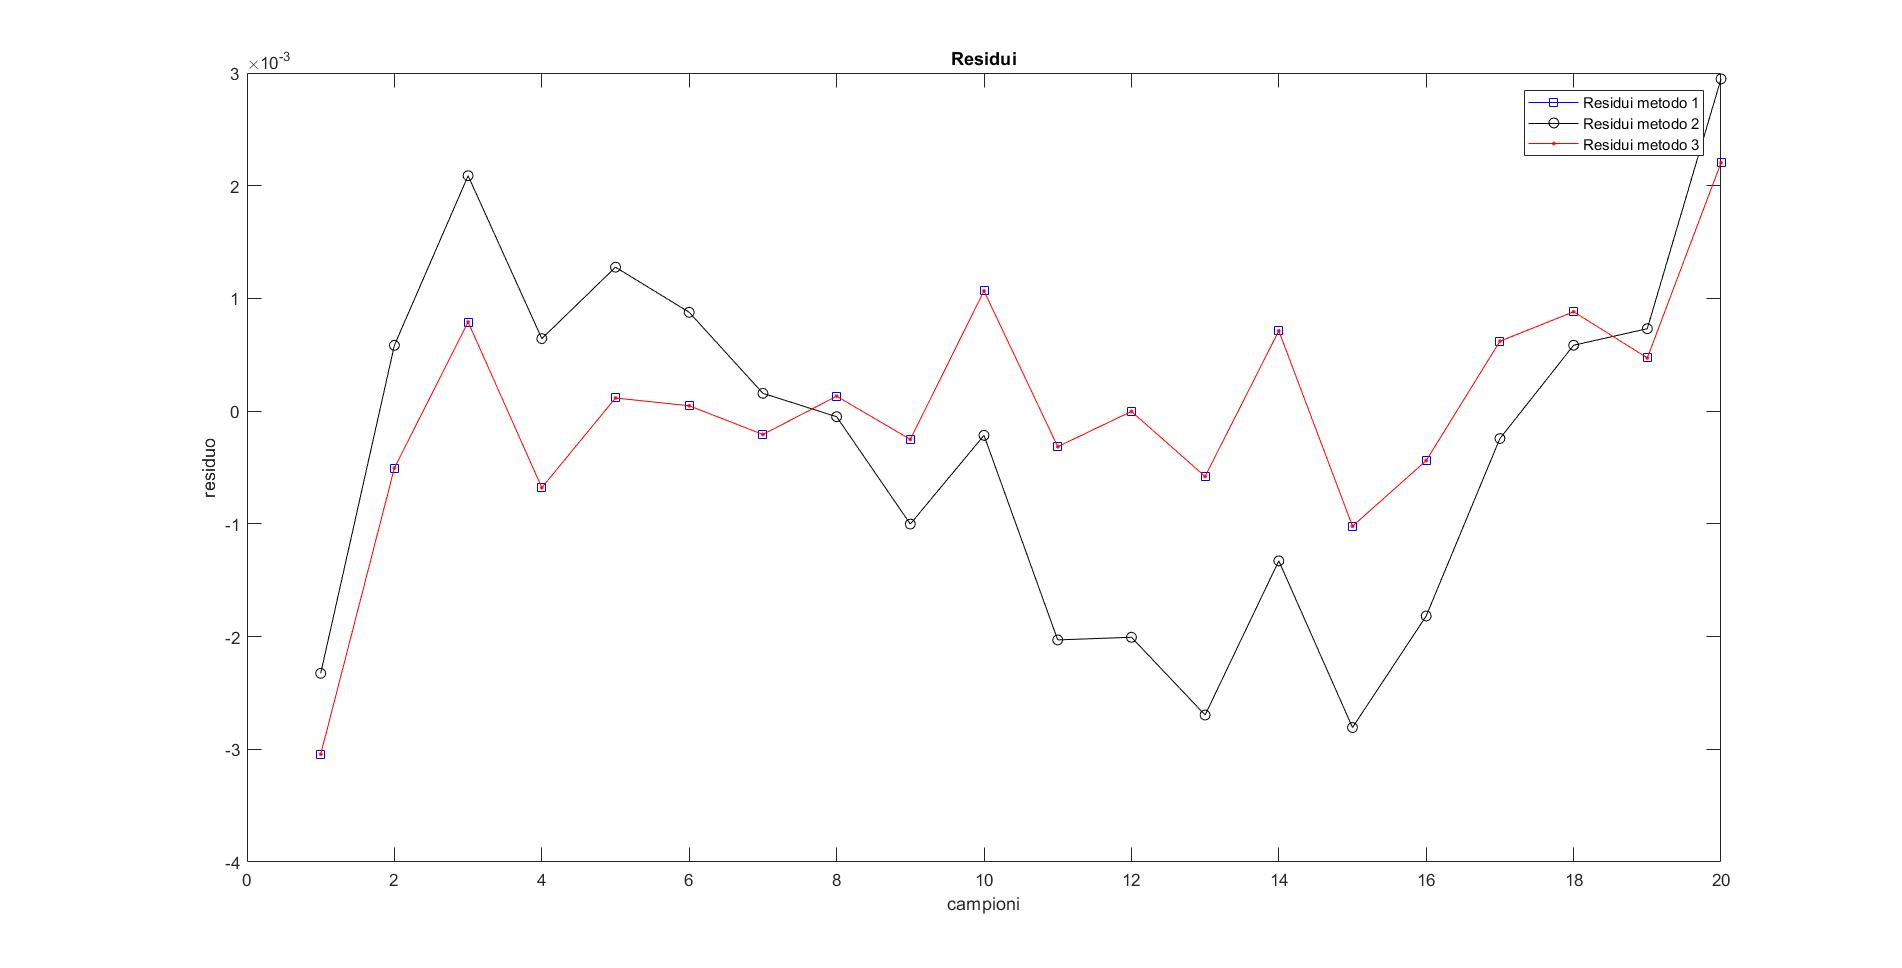 Residui
×10-3
3
2
1
0
-1
-2
-3
-4
residuo
0 2 4 6 8 10 12 14 16 18 20
campioni
Residui metodo 1
Residui metodo 2
Residui metodo 3